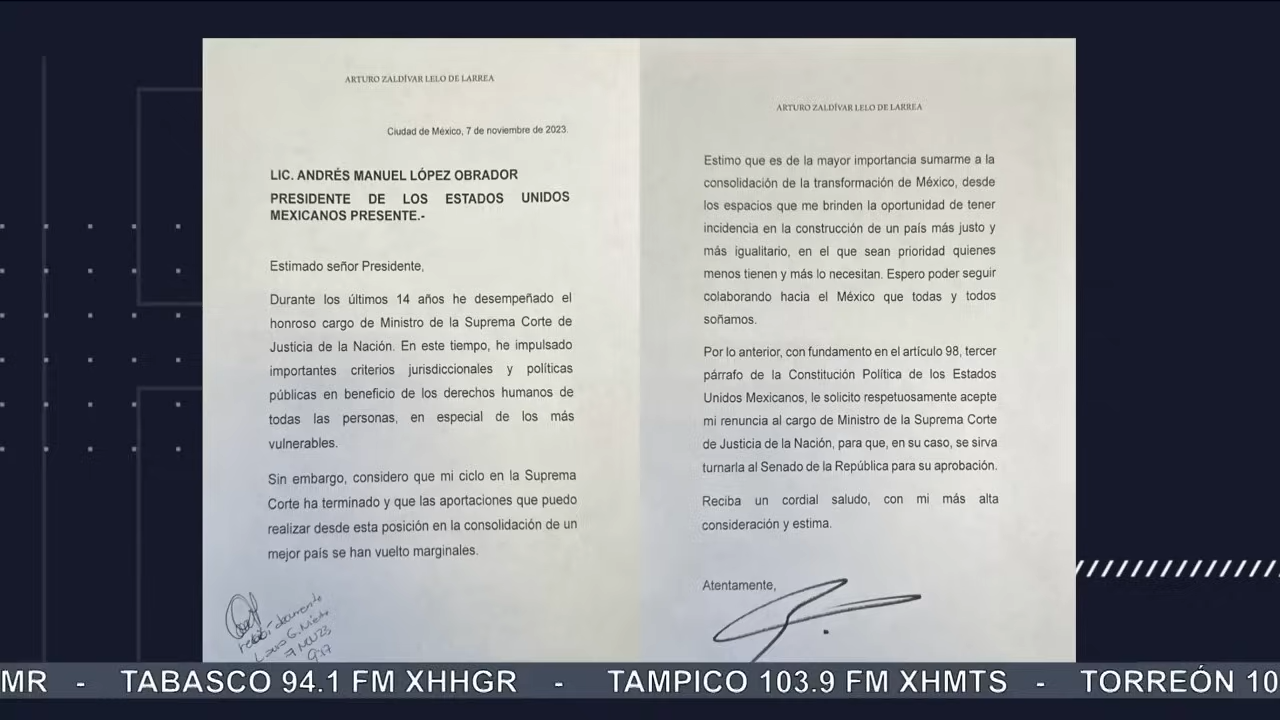 ARTURO ZALDÍVAR LELO DE LARREA
Ciudad de México, 7 de noviembre de 2023.
LIC. ANDRÉS MANUEL LÓPEZ OBRADOR
PRESIDENTE DE LOS ESTADOS UNIDOS
MEXICANOS PRESENTE.-
Estimado señor Presidente,
Durante los últimos 14 años he desempeñado el
honroso cargo de Ministro de la Suprema Corte de
Justicia de la Nación. En este tiempo, he impulsado
importantes criterios jurisdiccionales y políticas
públicas en beneficio de los derechos humanos de
todas las personas, en especial de los más
vulnerables.
Sin embargo, considero que mi ciclo en la Suprema
Corte ha terminado y que las aportaciones que puedo
realizar desde esta posición en la consolidación de un
mejor país se han vuelto marginales.
recibí documento
G. Nieto
7 NOV 23
9:17
ARTURO ZALDÍVAR LELO DE LARREA
Estimo que es de la mayor importancia sumarme a la
consolidación de la transformación de México, desde
los espacios que me brinden la oportunidad de tener
incidencia en la construcción de un país más justo y
más igualitario, en el que sean prioridad quienes
menos tienen y más lo necesitan. Espero poder seguir
colaborando hacia el México que todas y todos
soñamos.
Por lo anterior, con fundamento en el artículo 98, tercer
párrafo de la Constitución Política de los Estados
Unidos Mexicanos, le solicito respetuosamente acepte
mi renuncia al cargo de Ministro de la Suprema Corte
de Justicia de la Nación, para que, en su caso, se sirva
turnarla al Senado de la República para su aprobación.
Reciba un cordial saludo, con mi más alta
consideración y estima.
Atentamente,
MR - TABASCO 94.1 FM XHHGR - TAMPICO 103.9 FM XHMTS - TORREÓN 10